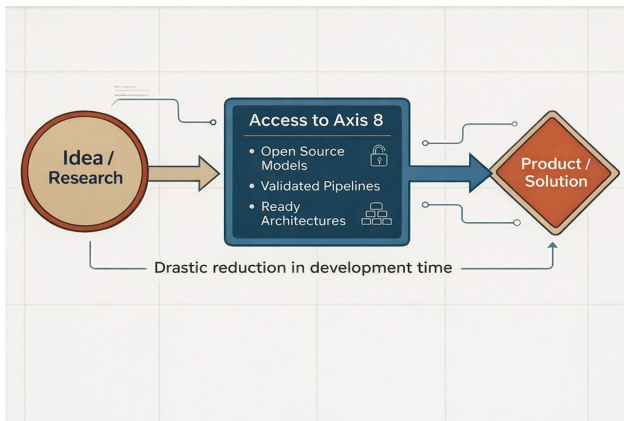 Idea /
Research
Access to Axis 8
• Open Source
Models
• Validated Pipelines
• Ready
Architectures
Product /
Solution
Drastic reduction in development time